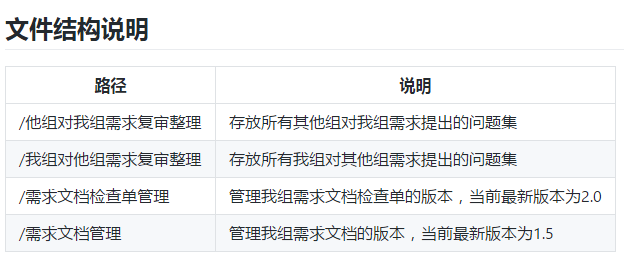 文件结构说明
路径 说明
/他组对我组需求复审整理 存放所有其他组对我组需求提出的问题集
/我组对他组需求复审整理 存放所有我组对其他组需求提出的问题集
/需求文档检查单管理 管理我组需求文档检查单的版本，当前最新版本为2.0
/需求文档管理 管理我组需求文档的版本，当前最新版本为1.5